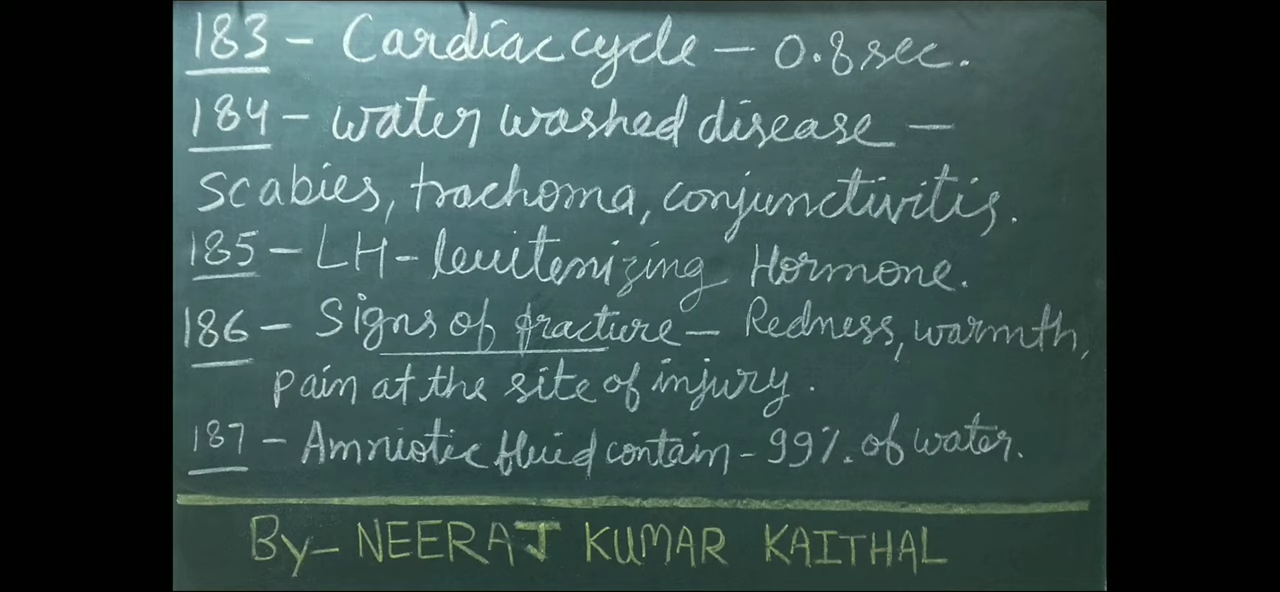 183 - Cardiac cycle - 0.8 sec.
184 - water washed disease -
Scabies, trachoma, conjunctivitis.
185 - LH - leuitenizing Hormone.
186 - Signs of fracture - Redness, warmth,
pain at the site of injury.
187 - Amniotic fluid contain - 99% of water.
By - NEERAJ KUMAR KAITHAL